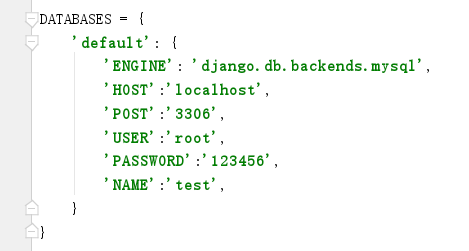 DATABASES = {
    'default': {
        'ENGINE': 'django.db.backends.mysql',
        'HOST':'localhost',
        'POST':'3306',
        'USER':'root',
        'PASSWORD':'123456',
        'NAME':'test',
    }
}